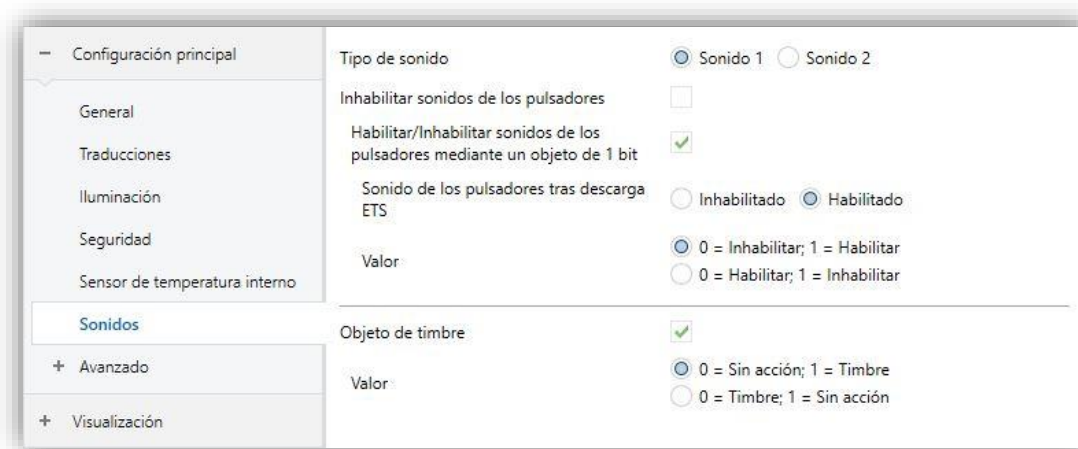 Configuración principal
General
Traducciones
Iluminación
Seguridad
Sensor de temperatura interno
Sonidos
Avanzado
Visualización
Tipo de sonido
Sonido 1
Sonido 2
Inhabilitar sonidos de los pulsadores
Habilitar/Inhabilitar sonidos de los
pulsadores mediante un objeto de 1 bit
Sonido de los pulsadores tras descarga
ETS
Inhabilitado
Habilitado
Valor
0 = Inhabilitar; 1 = Habilitar
0 = Habilitar; 1 = Inhabilitar
Objeto de timbre
Valor
0 = Sin acción; 1 = Timbre
0 = Timbre; 1 = Sin acción